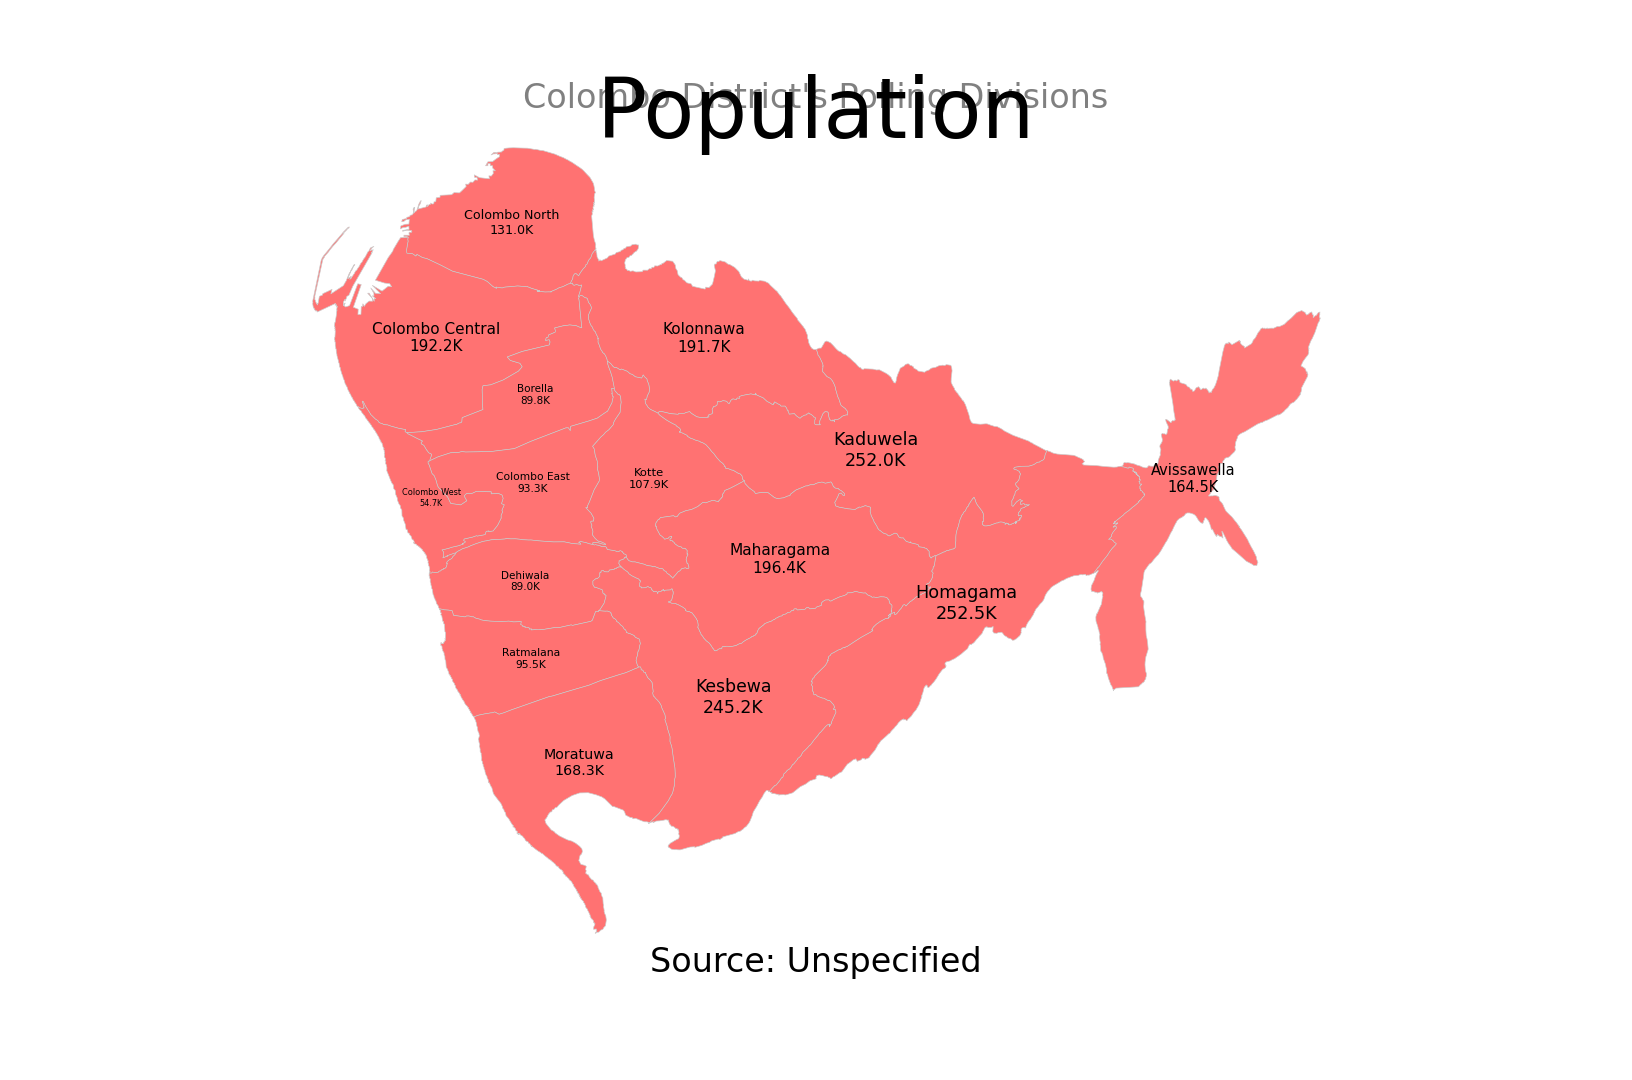 Colombo District's Polling Divisions
Population
Colombo North
131.0K
Colombo Central
192.2K
Kolonnawa
191.7K
Borella
89.8K
Kaduwela
252.0K
Avissawella
164.5K
Colombo East
93.3K
Kotte
107.9K
Colombo West
54.7K
Maharagama
196.4K
Dehiwala
89.0K
Homagama
252.5K
Ratmalana
95.5K
Kesbewa
245.2K
Moratuwa
168.3K
Source: Unspecified